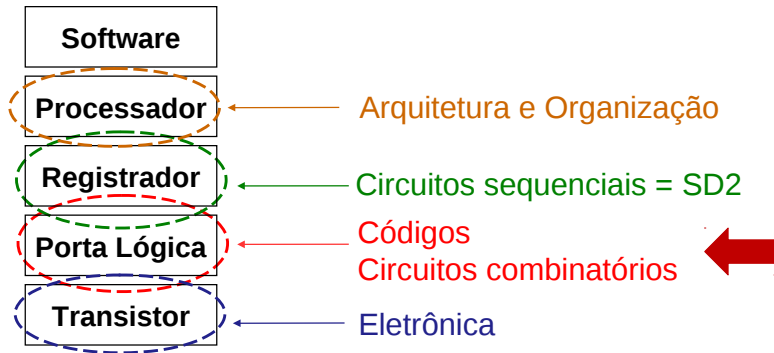 Software
Processador
Arquitetura e Organização
Registrador
Circuitos sequenciais = SD2
Porta Lógica
Códigos
Circuitos combinatórios
Transistor
Eletrônica